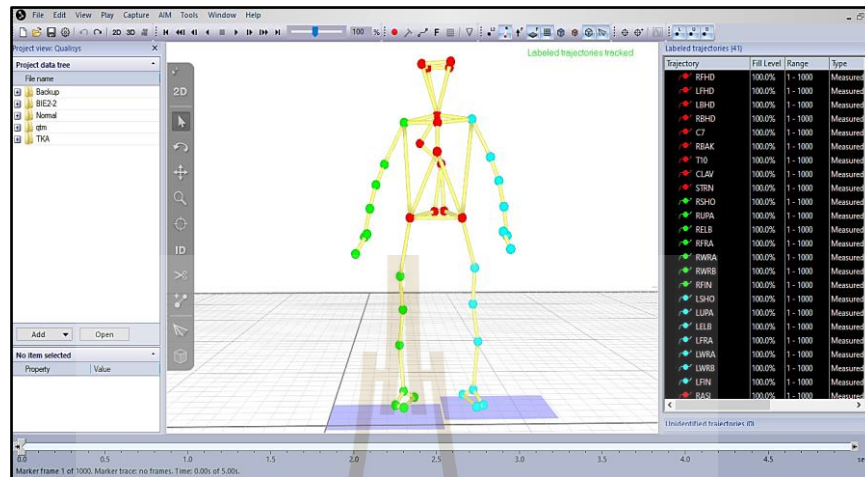 File Edit View Play Capture AIM Tools Window Help
2D 3D 100 % F
Project view: Qualisys
Project data tree
File name
Backup
BIE2-2
Normal
qtm
TKA
Add Open
No item selected
Property Value
2D
ID
Labeled trajectories tracked
Labeled trajectories (41)
Trajectory Fill Level Range Type
RFHD 100.0% 1 - 1000 Measured
LFHD 100.0% 1 - 1000 Measured
LBHD 100.0% 1 - 1000 Measured
RBHD 100.0% 1 - 1000 Measured
C7 100.0% 1 - 1000 Measured
RBAK 100.0% 1 - 1000 Measured
T10 100.0% 1 - 1000 Measured
CLAV 100.0% 1 - 1000 Measured
STRN 100.0% 1 - 1000 Measured
RSHO 100.0% 1 - 1000 Measured
RUPA 100.0% 1 - 1000 Measured
RELB 100.0% 1 - 1000 Measured
RFRA 100.0% 1 - 1000 Measured
RWRA 100.0% 1 - 1000 Measured
RWRB 100.0% 1 - 1000 Measured
RFIN 100.0% 1 - 1000 Measured
LSHO 100.0% 1 - 1000 Measured
LUPA 100.0% 1 - 1000 Measured
LELB 100.0% 1 - 1000 Measured
LFRA 100.0% 1 - 1000 Measured
LWRA 100.0% 1 - 1000 Measured
LWRB 100.0% 1 - 1000 Measured
LFIN 100.0% 1 - 1000 Measured
RASI 100.0% 1 - 1000 Measured
Unidentified trajectories (0)
0.0 0.5 1.0 1.5 2.0 2.5 3.0 3.5 4.0 4.5 se
Marker frame 1 of 1000. Marker trace: no frames. Time: 0.00s of 5.00s.